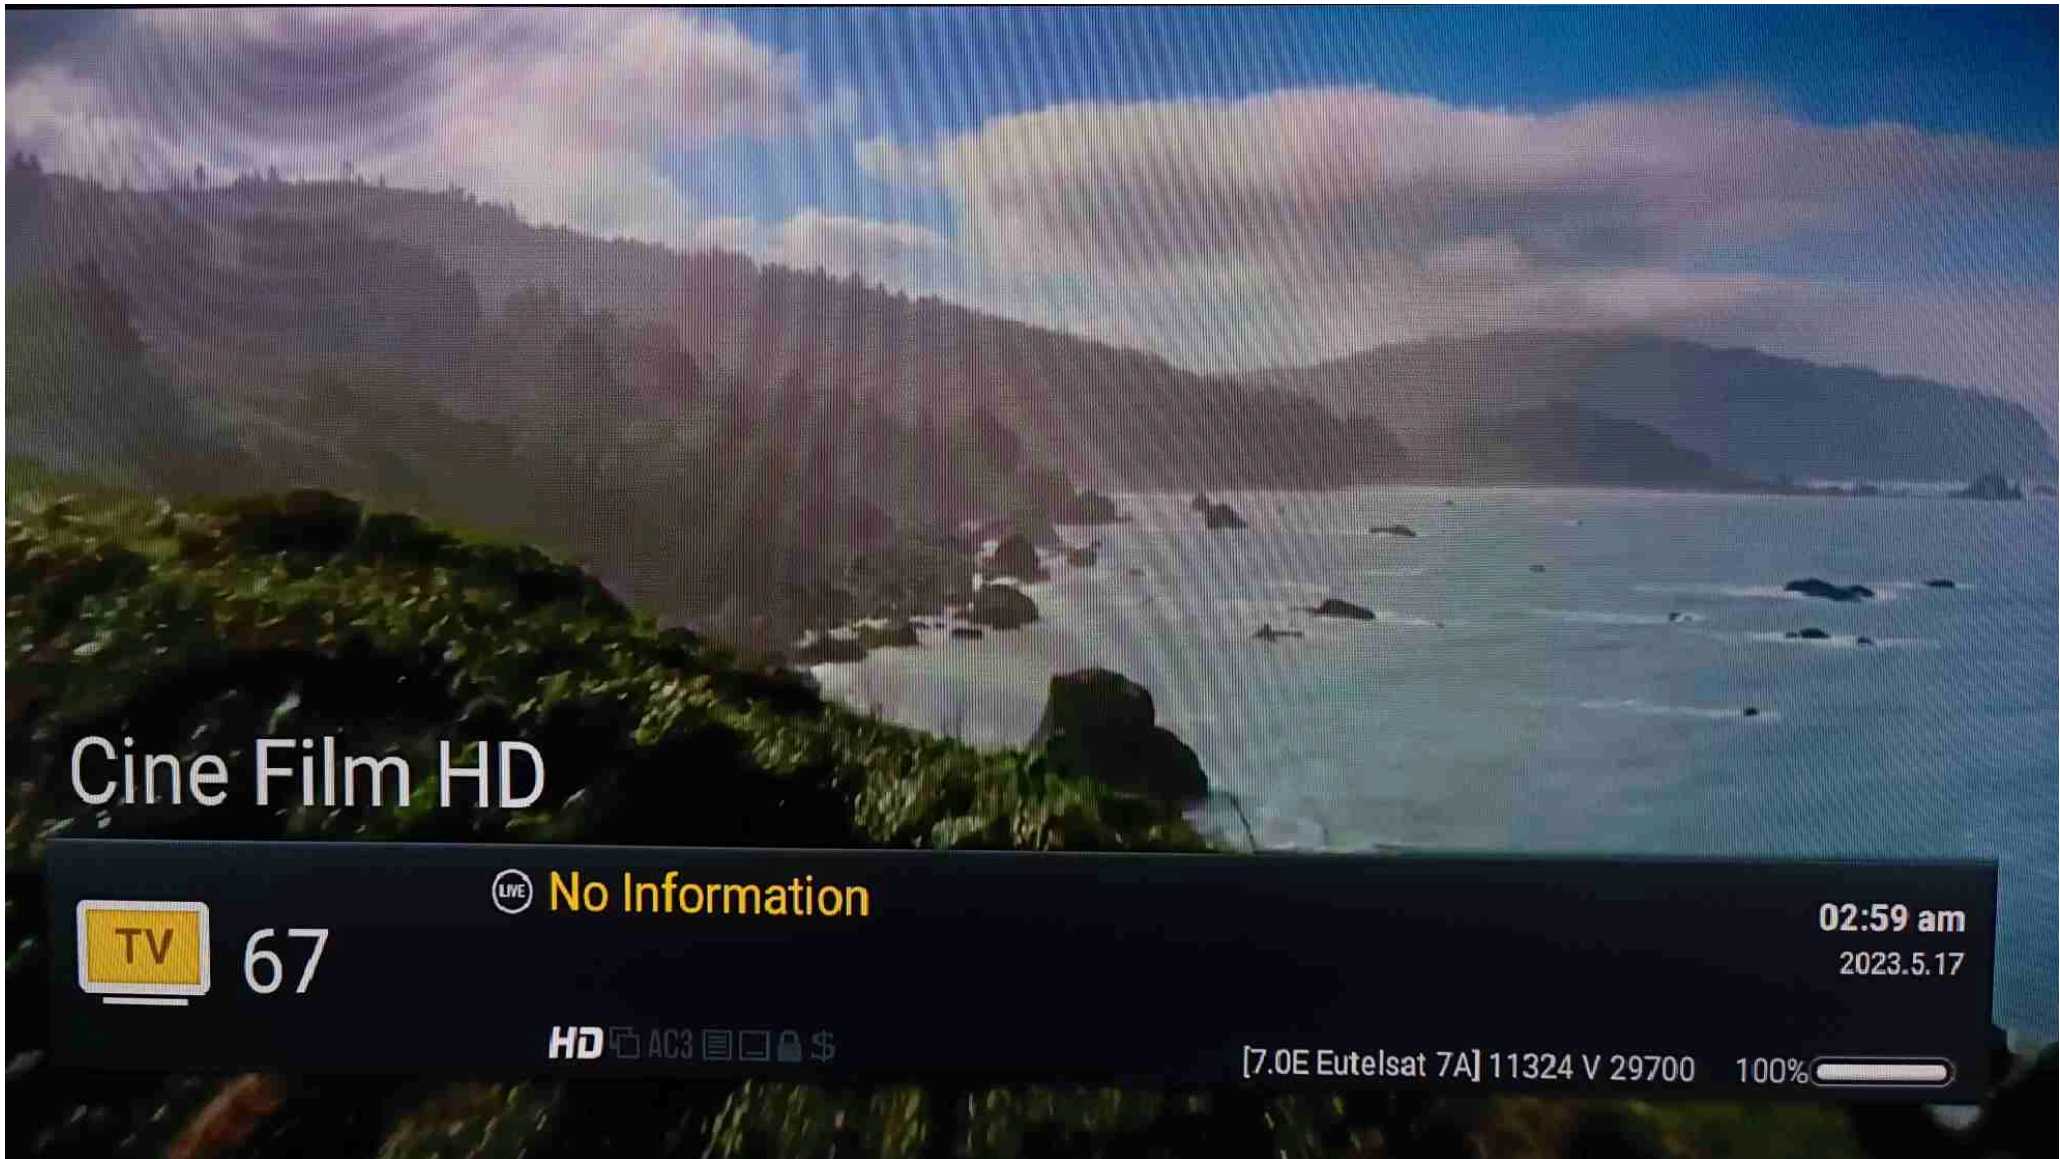 Cine Film HD
LIVE No Information
TV 67
02:59 am
2023.5.17
HD AC3 $
[7.0E Eutelsat 7A] 11324 V 29700 100%